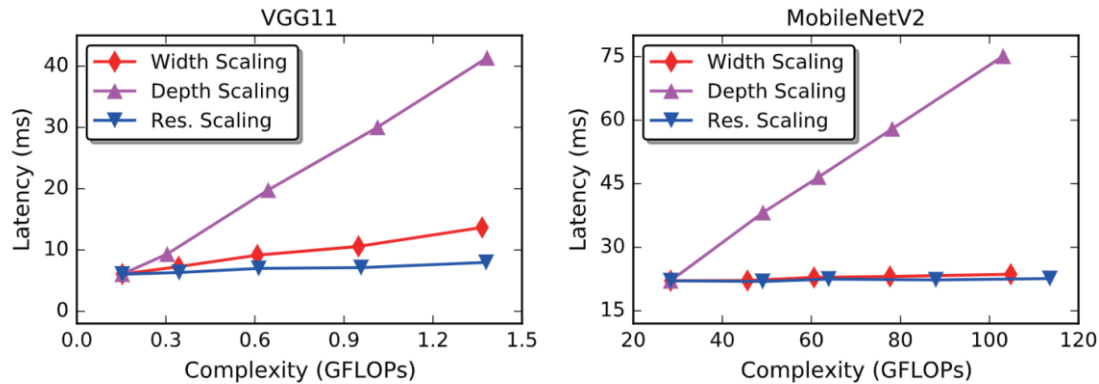 VGG11
Latency (ms)
40
30
20
10
0
Width Scaling
Depth Scaling
Res. Scaling
0.0 0.3 0.6 0.9 1.2 1.5
Complexity (GFLOPs)
MobileNetV2
Latency (ms)
75
60
45
30
15
Width Scaling
Depth Scaling
Res. Scaling
20 40 60 80 100 120
Complexity (GFLOPs)